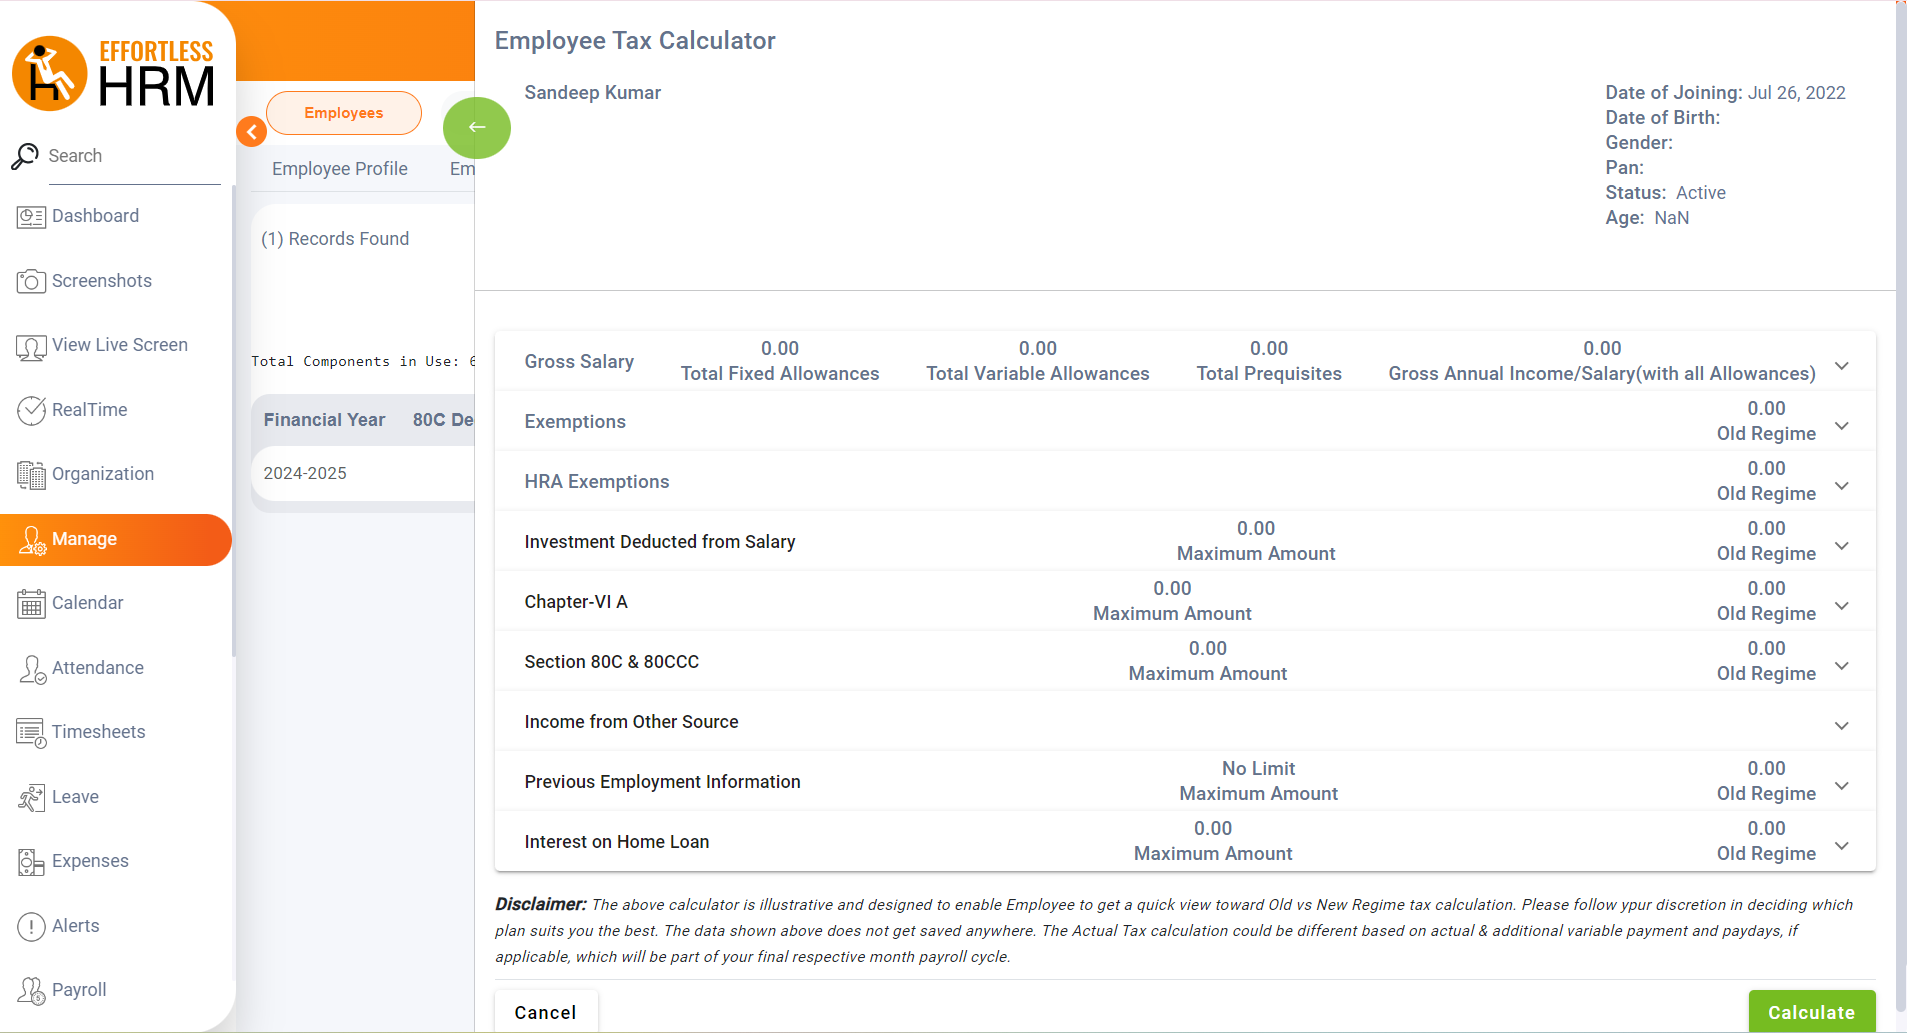 EFFORTLESS
HRM
Search
Dashboard
Screenshots
View Live Screen
RealTime
Organization
Manage
Calendar
Attendance
Timesheets
Leave
Expenses
Alerts
Payroll
Employees
Employee Profile
Em
(1) Records Found
Total Components in Use: 6
Financial Year 80C De
2024-2025
Employee Tax Calculator
Sandeep Kumar
Date of Joining: Jul 26, 2022
Date of Birth:
Gender:
Pan:
Status: Active
Age: NaN
Gross Salary
0.00
Total Fixed Allowances
0.00
Total Variable Allowances
0.00
Total Prequisites
0.00
Gross Annual Income/Salary(with all Allowances)
Exemptions
0.00
Old Regime
HRA Exemptions
0.00
Old Regime
Investment Deducted from Salary
0.00
Maximum Amount
0.00
Old Regime
Chapter-VI A
0.00
Maximum Amount
0.00
Old Regime
Section 80C & 80CCC
0.00
Maximum Amount
0.00
Old Regime
Income from Other Source
Previous Employment Information
No Limit
Maximum Amount
0.00
Old Regime
Interest on Home Loan
0.00
Maximum Amount
0.00
Old Regime
Disclaimer: The above calculator is illustrative and designed to enable Employee to get a quick view toward Old vs New Regime tax calculation. Please follow ypur discretion in deciding which
plan suits you the best. The data shown above does not get saved anywhere. The Actual Tax calculation could be different based on actual & additional variable payment and paydays, if
applicable, which will be part of your final respective month payroll cycle.
Cancel
Calculate